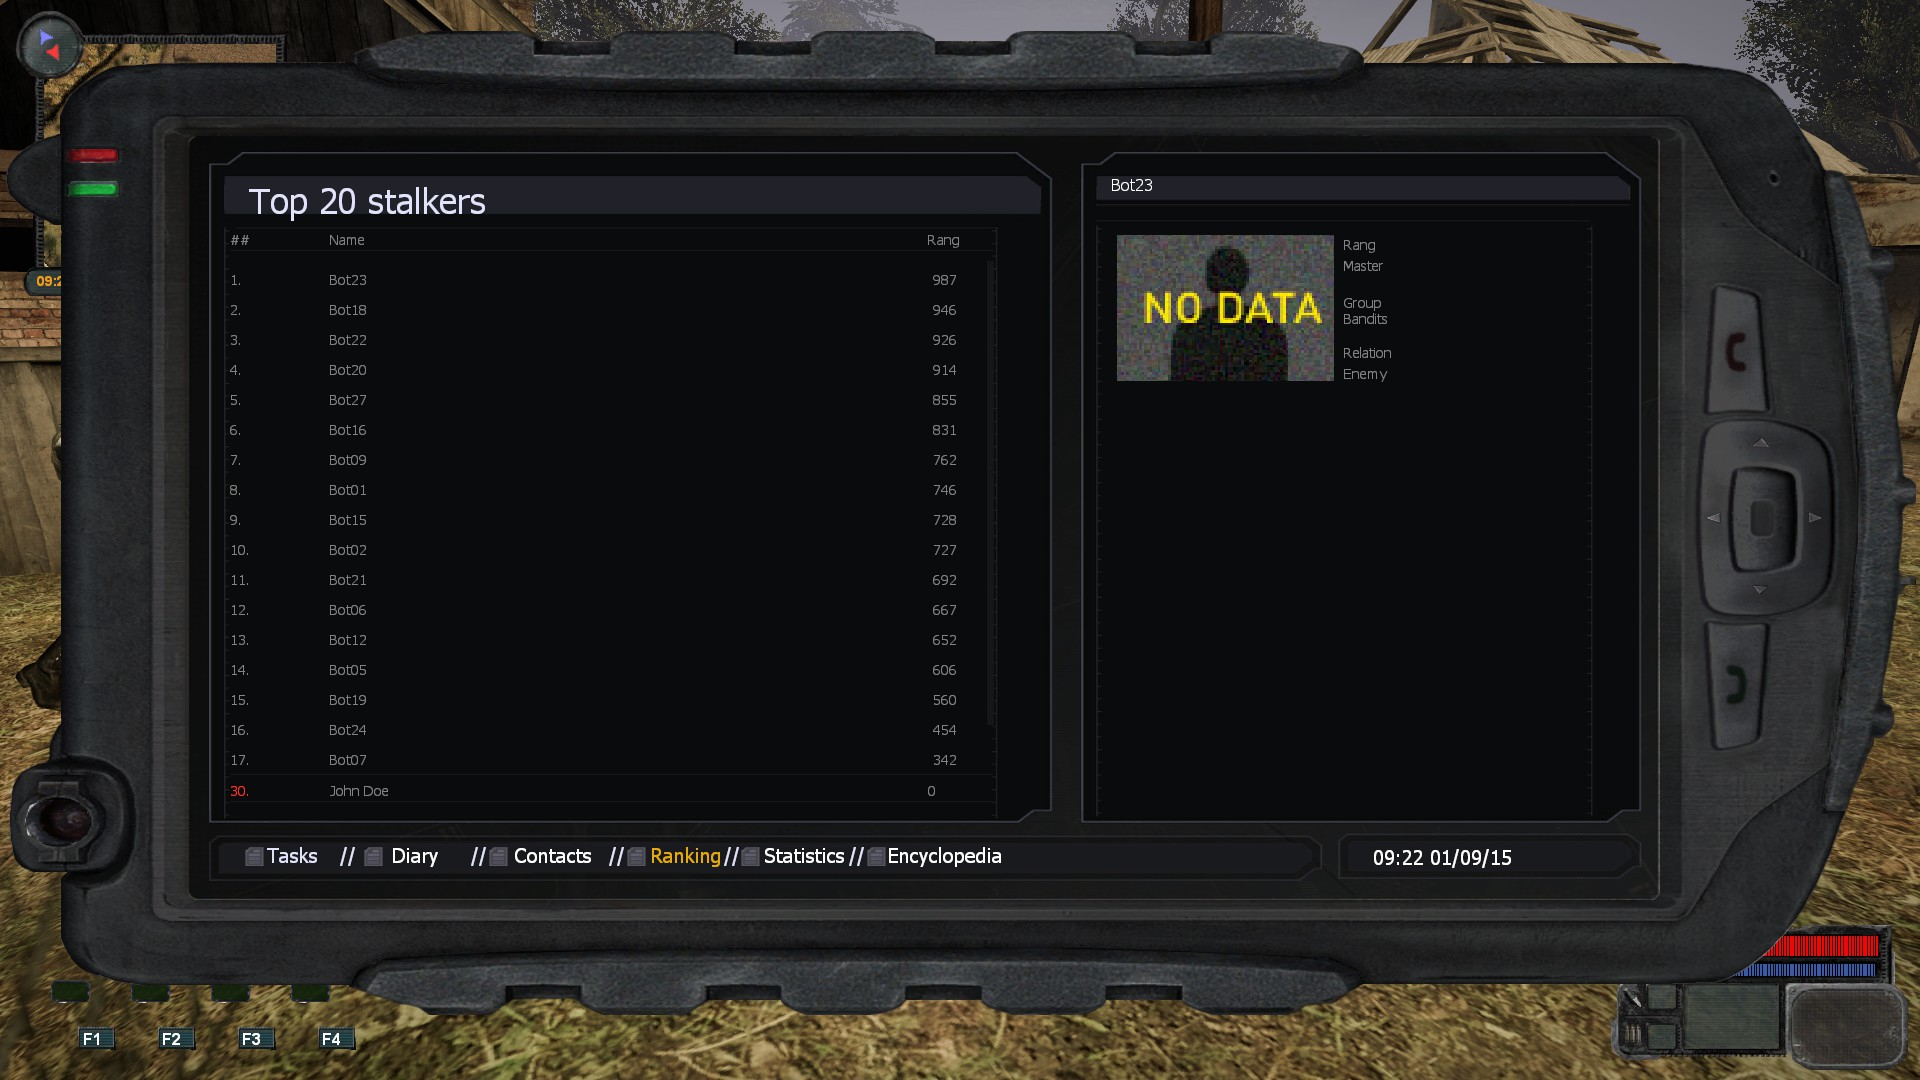 Top 20 stalkers
## Name Rang
1. Bot23 987
2. Bot18 946
3. Bot22 926
4. Bot20 914
5. Bot27 855
6. Bot16 831
7. Bot09 762
8. Bot01 746
9. Bot15 728
10. Bot02 727
11. Bot21 692
12. Bot06 667
13. Bot12 652
14. Bot05 606
15. Bot19 560
16. Bot24 454
17. Bot07 342
30. John Doe 0
Bot23
NO DATA
Rang
Master
Group
Bandits
Relation
Enemy
Tasks // Diary // Contacts // Ranking // Statistics // Encyclopedia
09:22 01/09/15
F1 F2 F3 F4